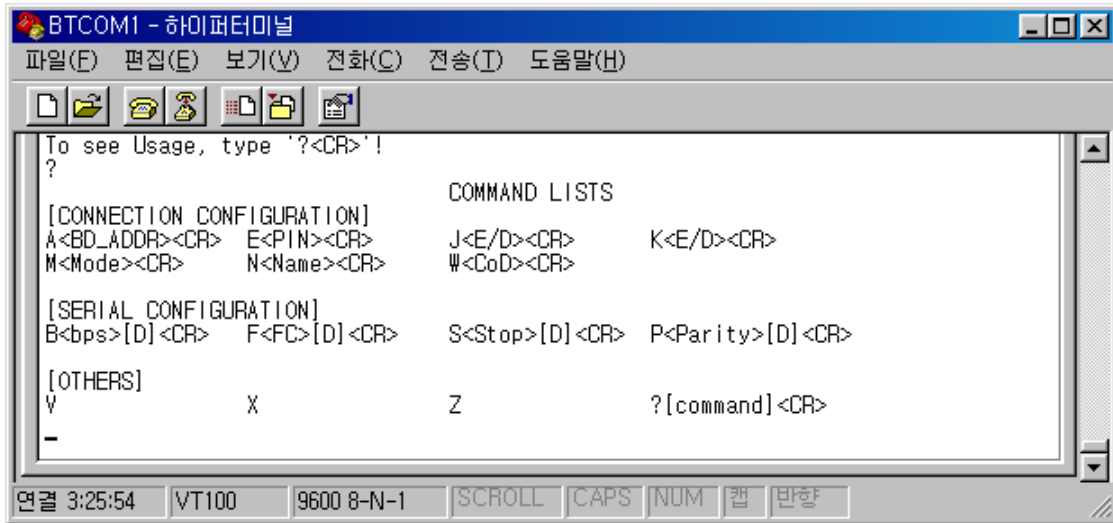 BTCOM1 - 하이퍼터미널
파일(F) 편집(E) 보기(V) 전화(C) 전송(T) 도움말(H)
To see Usage, type '?<CR>'!
?
COMMAND LISTS
[CONNECTION CONFIGURATION]
A<BD_ADDR><CR> E<PIN><CR> J<E/D><CR> K<E/D><CR>
M<Mode><CR> N<Name><CR> ₩<CoD><CR>
[SERIAL CONFIGURATION]
B<bps>[D]<CR> F<FC>[D]<CR> S<Stop>[D]<CR> P<Parity>[D]<CR>
[OTHERS]
V X Z ?[command]<CR>
연결 3:25:54 VT100 9600 8-N-1 SCROLL CAPS NUM 캡 반향